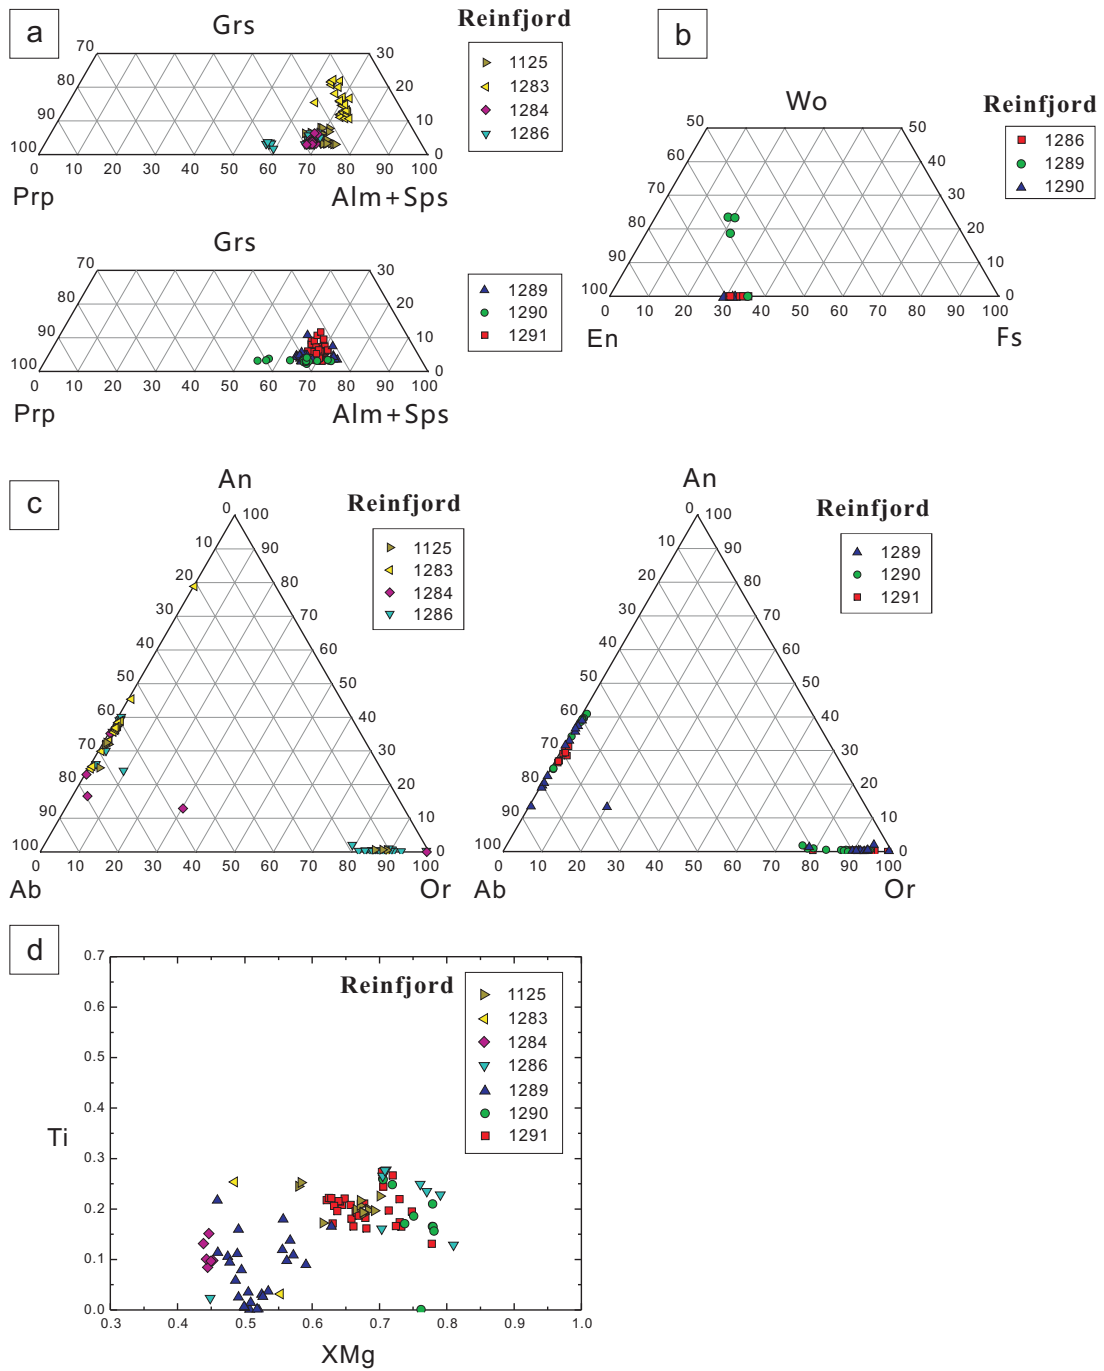 a
Grs
Reinfjord
1125
1283
1284
1286
70 30
80 20
90 10
0
0 10 20 30 40 50 60 70 80 90 100
Prp Alm+Sps
b
Wo
Reinfjord
1286
1289
1290
50 50
60 40
70 30
80 20
90 10
100 0
0 10 20 30 40 50 60 70 80 90 100
En Fs
Grs
1289
1290
1291
70 30
80 20
90 10
100 0
0 10 20 30 40 50 60 70 80 90 100
Prp Alm+Sps
c
An
Reinfjord
1125
1283
1284
1286
0 100
10 90
20 80
30 70
40 60
50 50
60 40
70 30
80 20
90 10
100 0
0 10 20 30 40 50 60 70 80 90 100
Ab Or
An
Reinfjord
1289
1290
1291
0 100
10 90
20 80
30 70
40 60
50 50
60 40
70 30
80 20
90 10
100 0
0 10 20 30 40 50 60 70 80 90 100
Ab Or
d
Reinfjord
1125
1283
1284
1286
1289
1290
1291
0.7
0.6
0.5
0.4
0.3
0.2
0.1
0.0
Ti
0.3 0.4 0.5 0.6 0.7 0.8 0.9 1.0
XMg